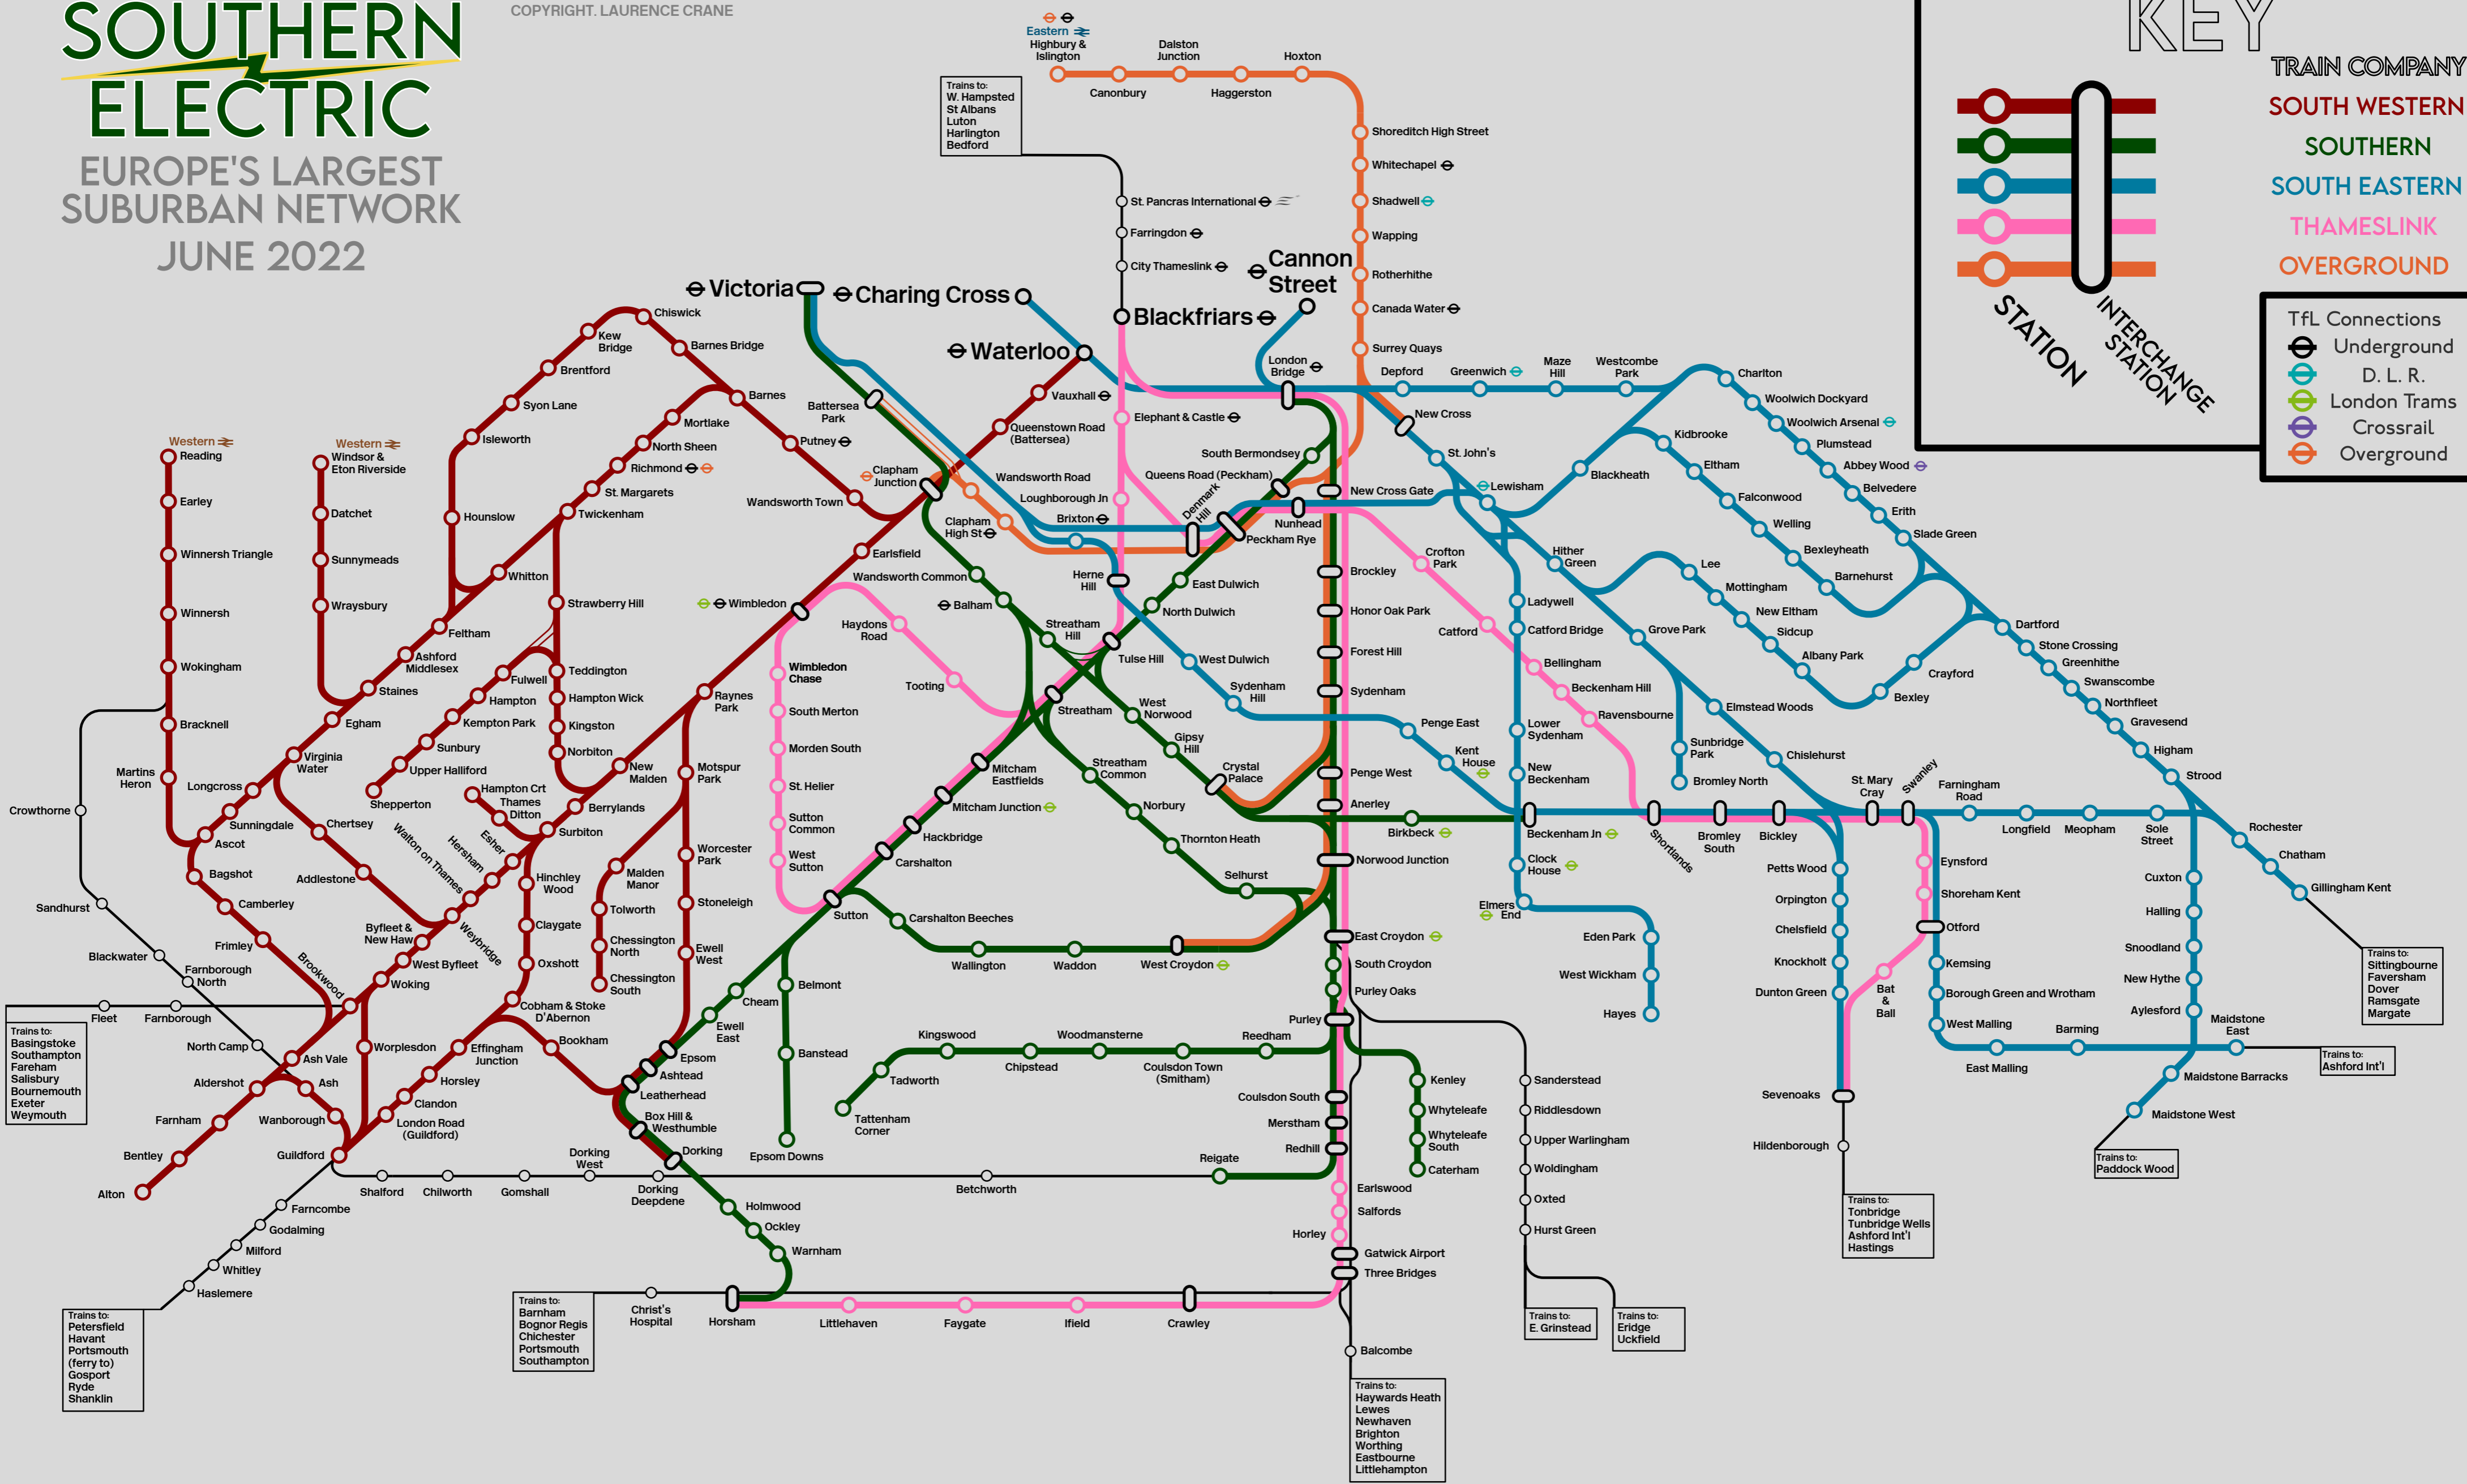 SOUTHERN
ELECTRIC
EUROPE'S LARGEST
SUBURBAN NETWORK
JUNE 2022
COPYRIGHT. LAURENCE CRANE
KEY
TRAIN COMPANY
SOUTH WESTERN
SOUTHERN
SOUTH EASTERN
THAMESLINK
OVERGROUND
STATION
INTERCHANGE
STATION
TfL Connections
Underground
D. L. R.
London Trams
Crossrail
Overground
Eastern
Highbury &
Islington
Canonbury
Dalston
Junction
Haggerston
Hoxton
Shoreditch High Street
Whitechapel
Shadwell
Wapping
Rotherhithe
Canada Water
Surrey Quays
Trains to:
W. Hampsted
St Albans
Luton
Harlington
Bedford
St. Pancras International
Farringdon
City Thameslink
Blackfriars
Cannon
Street
Charing Cross
Victoria
Waterloo
London
Bridge
Vauxhall
Queenstown Road
(Battersea)
Battersea
Park
Clapham
Junction
Wandsworth Road
Clapham
High St
Elephant & Castle
Loughborough Jn
Brixton
Denmark
Hill
Peckham Rye
Queens Road (Peckham)
South Bermondsey
Nunhead
New Cross Gate
New Cross
St. John's
Lewisham
Depford
Greenwich
Maze
Hill
Westcombe
Park
Charlton
Woolwich Dockyard
Woolwich Arsenal
Plumstead
Abbey Wood
Belvedere
Erith
Slade Green
Blackheath
Kidbrooke
Eltham
Falconwood
Welling
Bexleyheath
Barnehurst
Hither
Green
Lee
Mottingham
New Eltham
Sidcup
Albany Park
Bexley
Crayford
Dartford
Stone Crossing
Greenhithe
Swanscombe
Northfleet
Gravesend
Higham
Strood
Rochester
Chatham
Gillingham Kent
Trains to:
Sittingbourne
Faversham
Dover
Ramsgate
Margate
Chiswick
Kew
Bridge
Brentford
Syon Lane
Isleworth
Hounslow
Barnes Bridge
Barnes
Mortlake
North Sheen
Richmond
St. Margarets
Twickenham
Whitton
Putney
Wandsworth Town
Earlsfield
Wimbledon
Western
Reading
Earley
Winnersh Triangle
Winnersh
Wokingham
Bracknell
Martins
Heron
Western
Windsor &
Eton Riverside
Datchet
Sunnymeads
Wraysbury
Feltham
Ashford
Middlesex
Staines
Egham
Virginia
Water
Longcross
Sunningdale
Ascot
Bagshot
Camberley
Frimley
Chertsey
Addlestone
Strawberry Hill
Teddington
Hampton Wick
Kingston
Norbiton
Fulwell
Hampton
Kempton Park
Sunbury
Upper Halliford
Shepperton
New
Malden
Raynes
Park
Berrylands
Surbiton
Hampton Crt
Thames
Ditton
Esher
Hersham
Walton on Thames
Weybridge
Byfleet &
New Haw
West Byfleet
Woking
Brookwood
Hinchley
Wood
Claygate
Oxshott
Cobham & Stoke
D'Abernon
Bookham
Effingham
Junction
Horsley
Clandon
London Road
(Guildford)
Worplesdon
Guildford
Ash Vale
Aldershot
Ash
Wanborough
Farnham
Bentley
Alton
Motspur
Park
Malden
Manor
Tolworth
Chessington
North
Chessington
South
Worcester
Park
Stoneleigh
Ewell
West
Epsom
Ashtead
Leatherhead
Box Hill &
Westhumble
Dorking
Crowthorne
Sandhurst
Blackwater
Farnborough
North
Fleet
Farnborough
North Camp
Trains to:
Basingstoke
Southampton
Fareham
Salisbury
Bournemouth
Exeter
Weymouth
Shalford
Chilworth
Gomshall
Dorking
West
Dorking
Deepdene
Betchworth
Reigate
Farncombe
Godalming
Milford
Whitley
Haslemere
Trains to:
Petersfield
Havant
Portsmouth
(ferry to)
Gosport
Ryde
Shanklin
Holmwood
Ockley
Warnham
Trains to:
Barnham
Bognor Regis
Chichester
Portsmouth
Southampton
Christ's
Hospital
Horsham
Littlehaven
Faygate
Ifield
Crawley
Haydons
Road
Tooting
Wimbledon
Chase
South Merton
Morden South
St. Helier
Sutton
Common
West
Sutton
Sutton
Wandsworth Common
Balham
Streatham
Hill
Herne
Hill
Tulse Hill
East Dulwich
North Dulwich
West Dulwich
Sydenham
Hill
Streatham
West
Norwood
Gipsy
Hill
Crystal
Palace
Mitcham
Eastfields
Mitcham Junction
Hackbridge
Carshalton
Streatham
Common
Norbury
Thornton Heath
Selhurst
Carshalton Beeches
Wallington
Waddon
West Croydon
Cheam
Ewell
East
Belmont
Banstead
Epsom Downs
Kingswood
Tadworth
Tattenham
Corner
Chipstead
Woodmansterne
Coulsdon Town
(Smitham)
Reedham
Brockley
Honor Oak Park
Forest Hill
Sydenham
Penge West
Anerley
Birkbeck
Norwood Junction
East Croydon
South Croydon
Purley Oaks
Purley
Coulsdon South
Merstham
Redhill
Earlswood
Salfords
Horley
Gatwick Airport
Three Bridges
Balcombe
Trains to:
Haywards Heath
Lewes
Newhaven
Brighton
Worthing
Eastbourne
Littlehampton
Kenley
Whyteleafe
Whyteleafe
South
Caterham
Sanderstead
Riddlesdown
Upper Warlingham
Woldingham
Oxted
Hurst Green
Trains to:
E. Grinstead
Trains to:
Eridge
Uckfield
Crofton
Park
Catford
Bellingham
Beckenham Hill
Ravensbourne
Ladywell
Catford Bridge
Lower
Sydenham
New
Beckenham
Penge East
Kent
House
Beckenham Jn
Clock
House
Elmers
End
Eden Park
West Wickham
Hayes
Grove Park
Elmstead Woods
Chislehurst
Sunbridge
Park
Bromley North
Shortlands
Bromley
South
Bickley
St. Mary
Cray
Swanley
Farningham
Road
Longfield
Meopham
Sole
Street
Petts Wood
Orpington
Chelsfield
Knockholt
Dunton Green
Sevenoaks
Hildenborough
Trains to:
Tonbridge
Tunbridge Wells
Ashford Int'l
Hastings
Eynsford
Shoreham Kent
Otford
Bat
&
Ball
Kemsing
Borough Green and Wrotham
West Malling
East Malling
Barming
Maidstone
East
Trains to:
Ashford Int'l
Cuxton
Halling
Snodland
New Hythe
Aylesford
Maidstone Barracks
Maidstone West
Trains to:
Paddock Wood